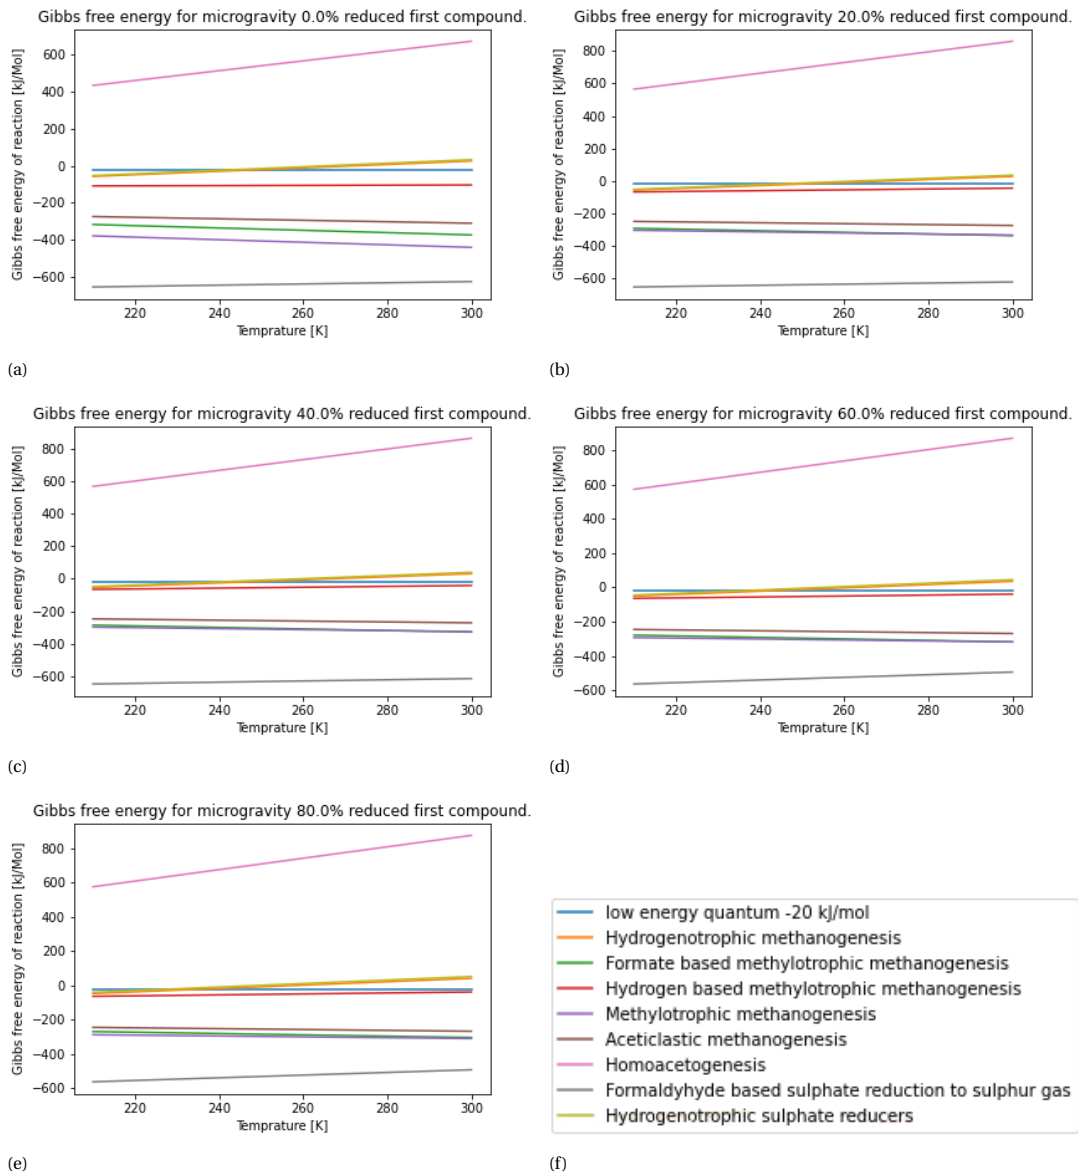 Gibbs free energy for microgravity 0.0% reduced first compound.
Gibbs free energy of reaction [kJ/Mol]
600
400
200
0
−200
−400
−600
220 240 260 280 300
Temprature [K]
(a)
Gibbs free energy for microgravity 20.0% reduced first compound.
Gibbs free energy of reaction [kJ/Mol]
800
600
400
200
0
−200
−400
−600
220 240 260 280 300
Temprature [K]
(b)
Gibbs free energy for microgravity 40.0% reduced first compound.
Gibbs free energy of reaction [kJ/Mol]
800
600
400
200
0
−200
−400
−600
220 240 260 280 300
Temprature [K]
(c)
Gibbs free energy for microgravity 60.0% reduced first compound.
Gibbs free energy of reaction [kJ/Mol]
800
600
400
200
0
−200
−400
−600
220 240 260 280 300
Temprature [K]
(d)
Gibbs free energy for microgravity 80.0% reduced first compound.
Gibbs free energy of reaction [kJ/Mol]
800
600
400
200
0
−200
−400
−600
220 240 260 280 300
Temprature [K]
(e)
low energy quantum -20 kJ/mol
Hydrogenotrophic methanogenesis
Formate based methylotrophic methanogenesis
Hydrogen based methylotrophic methanogenesis
Methylotrophic methanogenesis
Aceticlastic methanogenesis
Homoacetogenesis
Formaldyhyde based sulphate reduction to sulphur gas
Hydrogenotrophic sulphate reducers
(f)